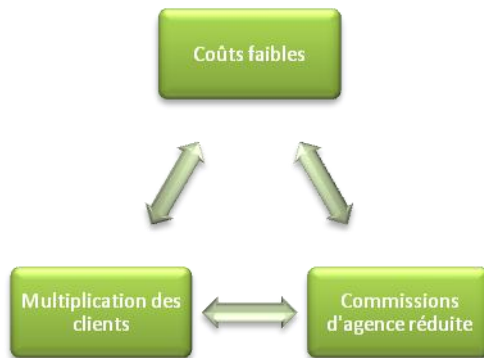 Coûts faibles
Multiplication des
clients
Commissions
d'agence réduite